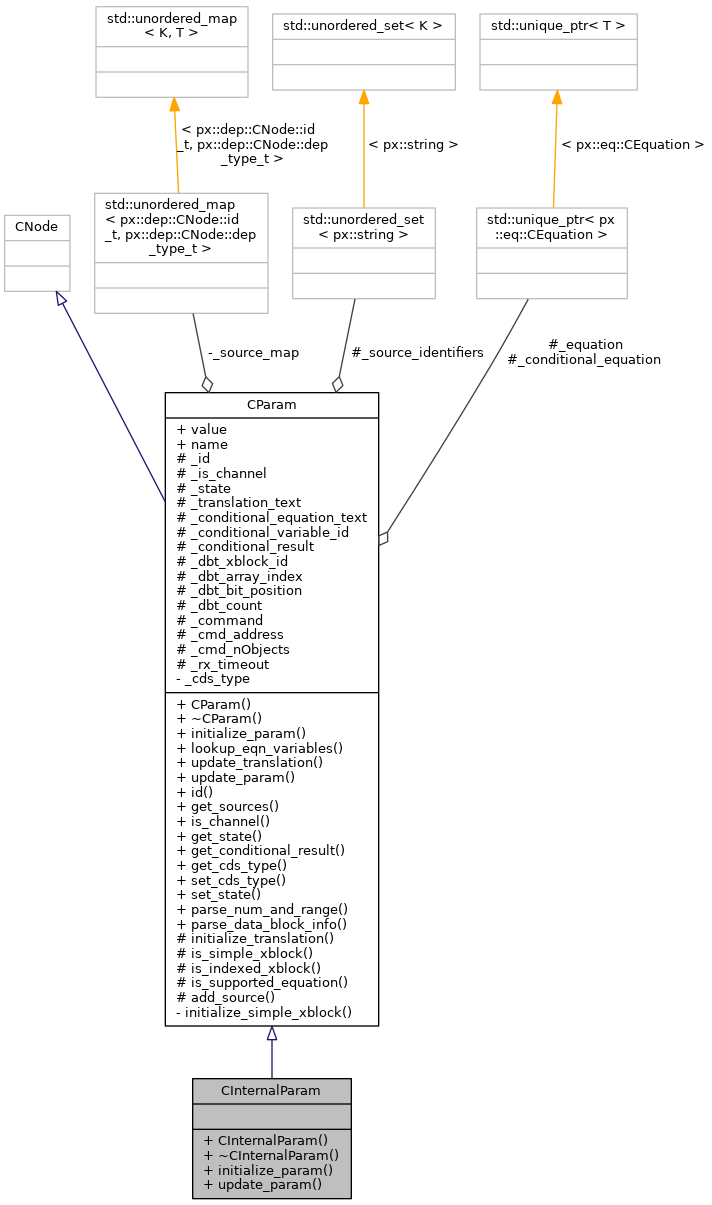 std::unordered_map
< K, T >
std::unordered_set< K >
std::unique_ptr< T >
< px::dep::CNode::id
_t, px::dep::CNode::dep
_type_t >
< px::string >
< px::eq::CEquation >
CNode
std::unordered_map
< px::dep::CNode::id
_t, px::dep::CNode::dep
_type_t >
std::unordered_set
< px::string >
std::unique_ptr< px
::eq::CEquation >
-_source_map
#_source_identifiers
#_equation
#_conditional_equation
CParam
+ value
+ name
# _id
# _is_channel
# _state
# _translation_text
# _conditional_equation_text
# _conditional_variable_id
# _conditional_result
# _dbt_xblock_id
# _dbt_array_index
# _dbt_bit_position
# _dbt_count
# _command
# _cmd_address
# _cmd_nObjects
# _rx_timeout
- _cds_type
+ CParam()
+ ~CParam()
+ initialize_param()
+ lookup_eqn_variables()
+ update_translation()
+ update_param()
+ id()
+ get_sources()
+ is_channel()
+ get_state()
+ get_conditional_result()
+ get_cds_type()
+ set_cds_type()
+ set_state()
+ parse_num_and_range()
+ parse_data_block_info()
# initialize_translation()
# is_simple_xblock()
# is_indexed_xblock()
# is_supported_equation()
# add_source()
- initialize_simple_xblock()
CInternalParam
+ CInternalParam()
+ ~CInternalParam()
+ initialize_param()
+ update_param()